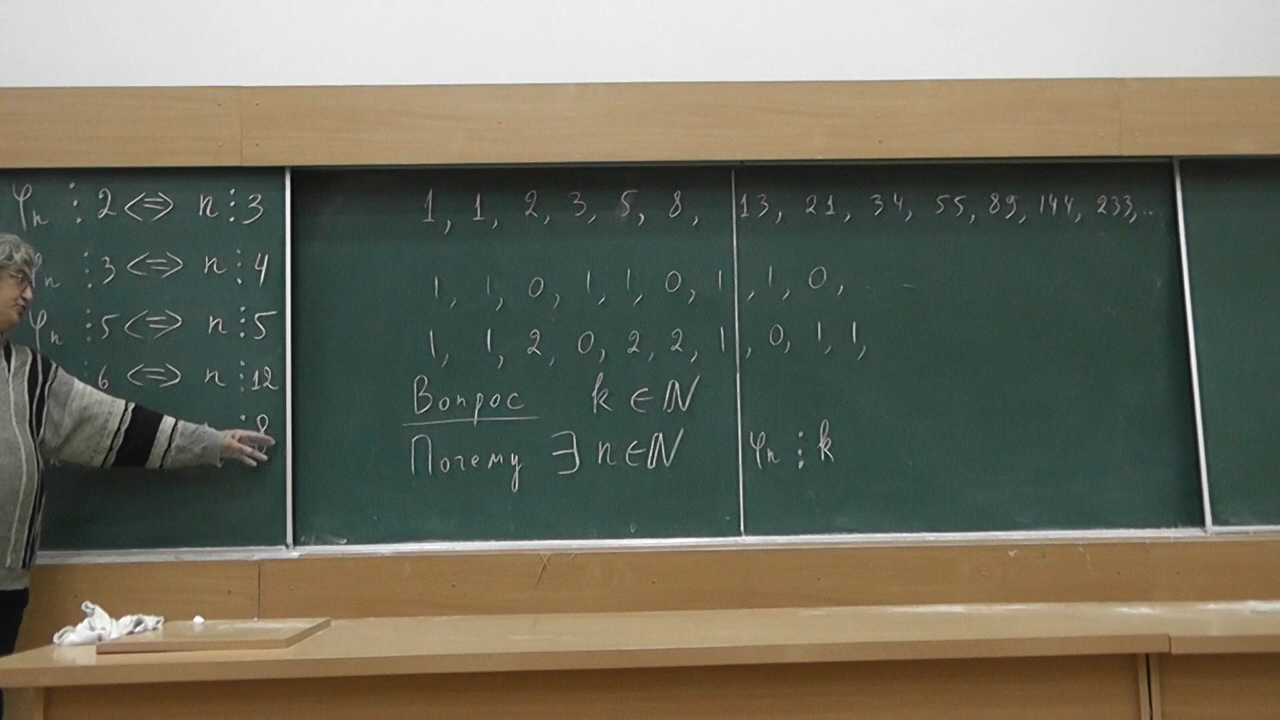 φn ⋮ 2 <=> n ⋮ 3
n ⋮ 3 <=> n ⋮ 4
φn ⋮ 5 <=> n ⋮ 5
6 <=> n ⋮ 12
⋮ 8
1, 1, 2, 3, 5, 8, 13, 21, 34, 55, 89, 144, 233, ..
1, 1, 0, 1, 1, 0, 1, 1, 0, . . -
1, 1, 2, 0, 2, 2, 1, 0, 1, 1,
Вопрос k ∈ ℕ
Почему ∃ n ∈ ℕ φn ⋮ k